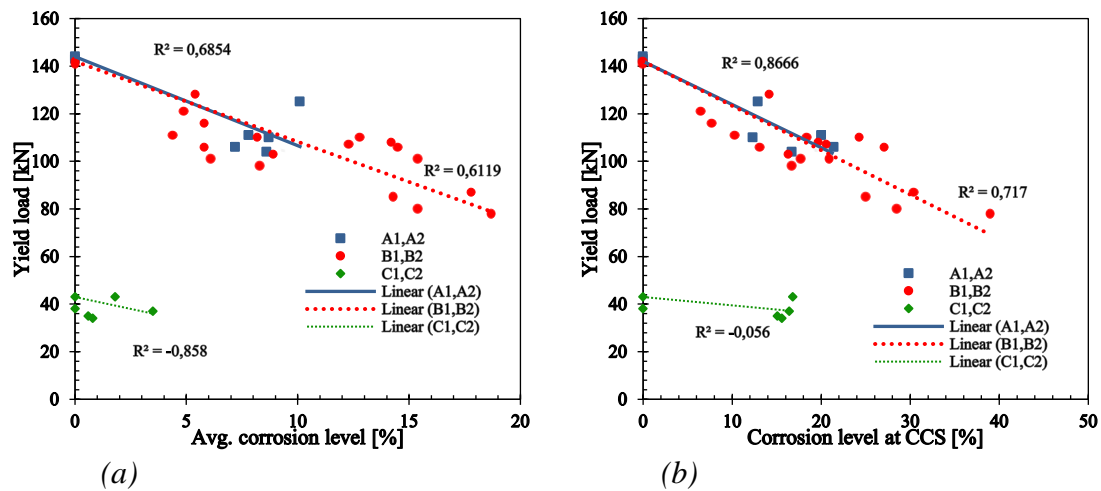 160
140
120
100
80
60
40
20
0
Yield load [kN]
R² = 0,6854
R² = 0,6119
A1,A2
B1,B2
C1,C2
Linear (A1,A2)
Linear (B1,B2)
Linear (C1,C2)
R² = -0,858
0 5 10 15 20
Avg. corrosion level [%]
(a)
160
140
120
100
80
60
40
20
0
Yield load [kN]
R² = 0,8666
R² = 0,717
A1,A2
B1,B2
C1,C2
R² = -0,056
Linear (A1,A2)
Linear (B1,B2)
Linear (C1,C2)
0 10 20 30 40 50
Corrosion level at CCS [%]
(b)